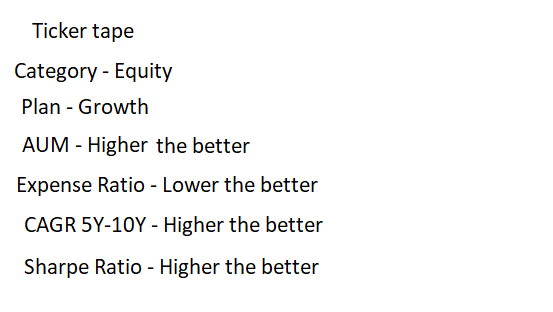 Ticker tape
Category - Equity
Plan - Growth
AUM - Higher the better
Expense Ratio - Lower the better
CAGR 5Y-10Y - Higher the better
Sharpe Ratio - Higher the better